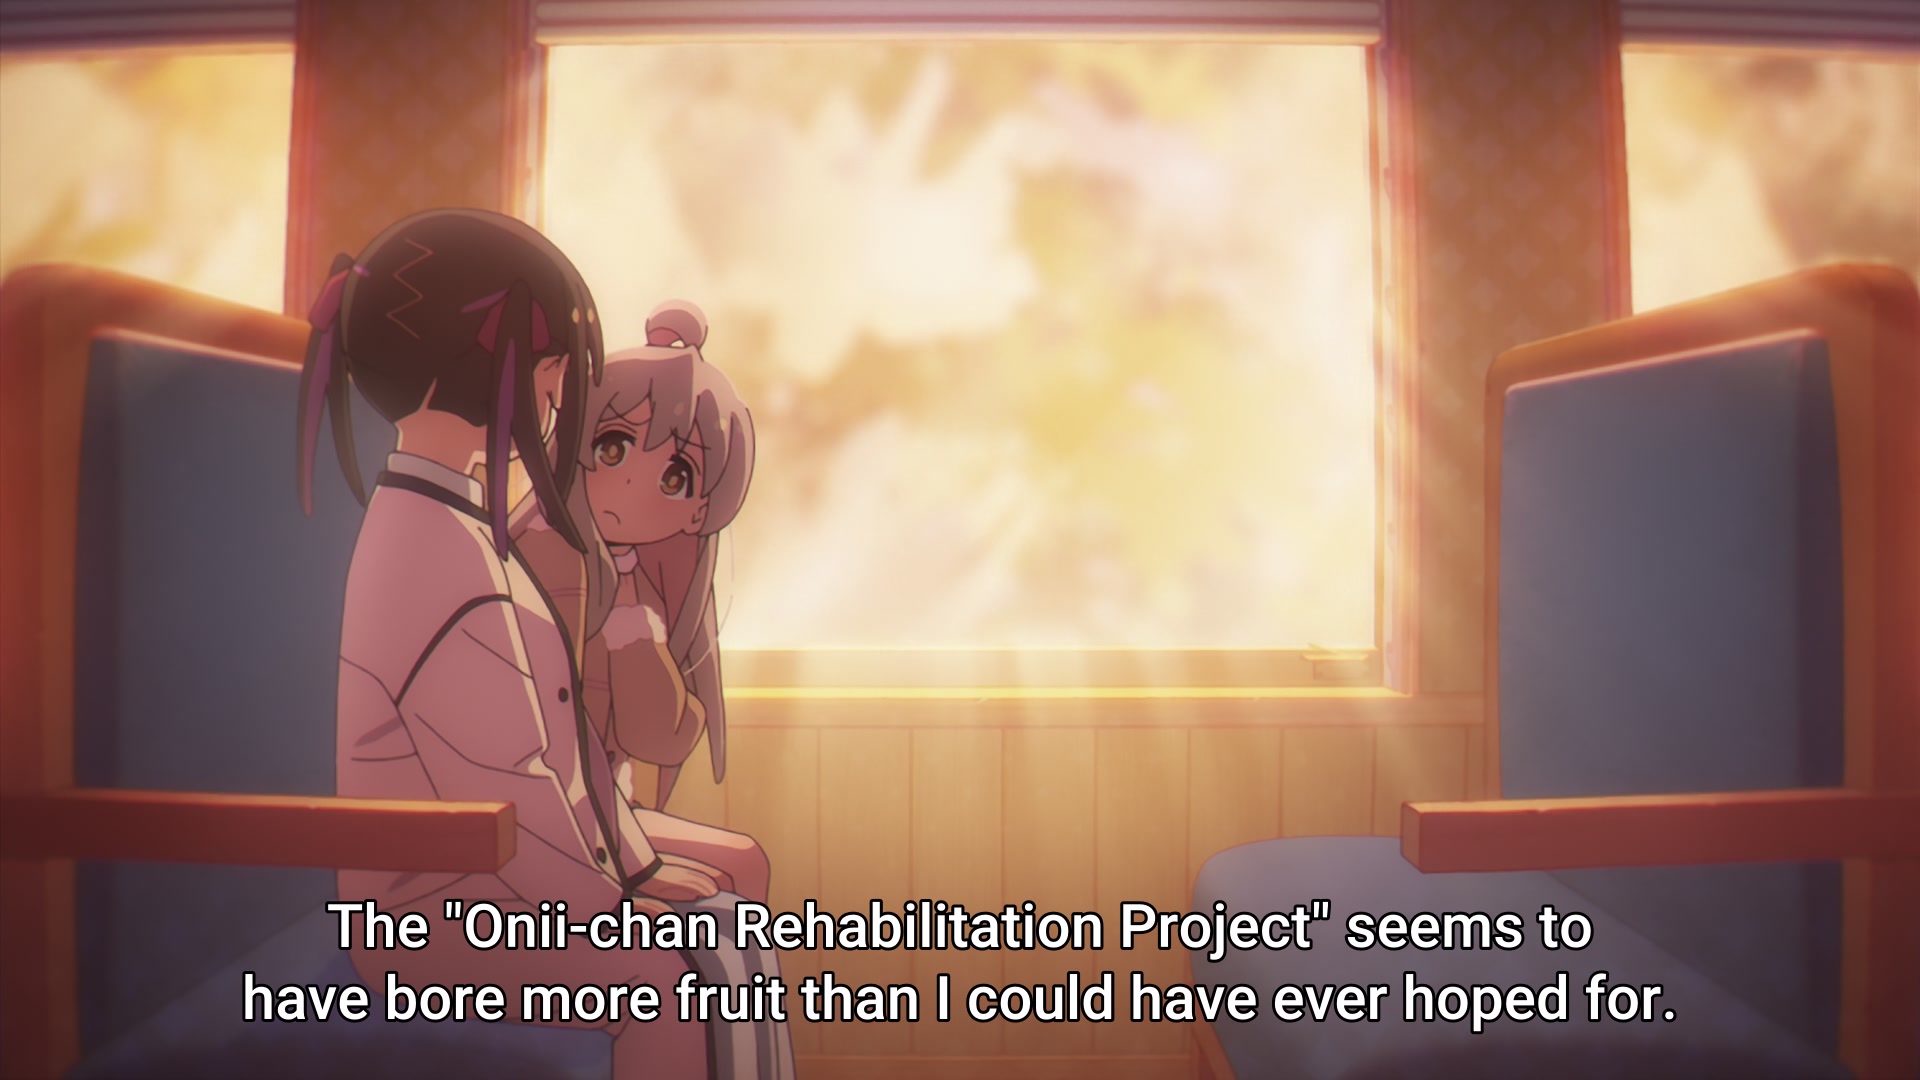 The "Onii-chan Rehabilitation Project" seems to
have bore more fruit than I could have ever hoped for.